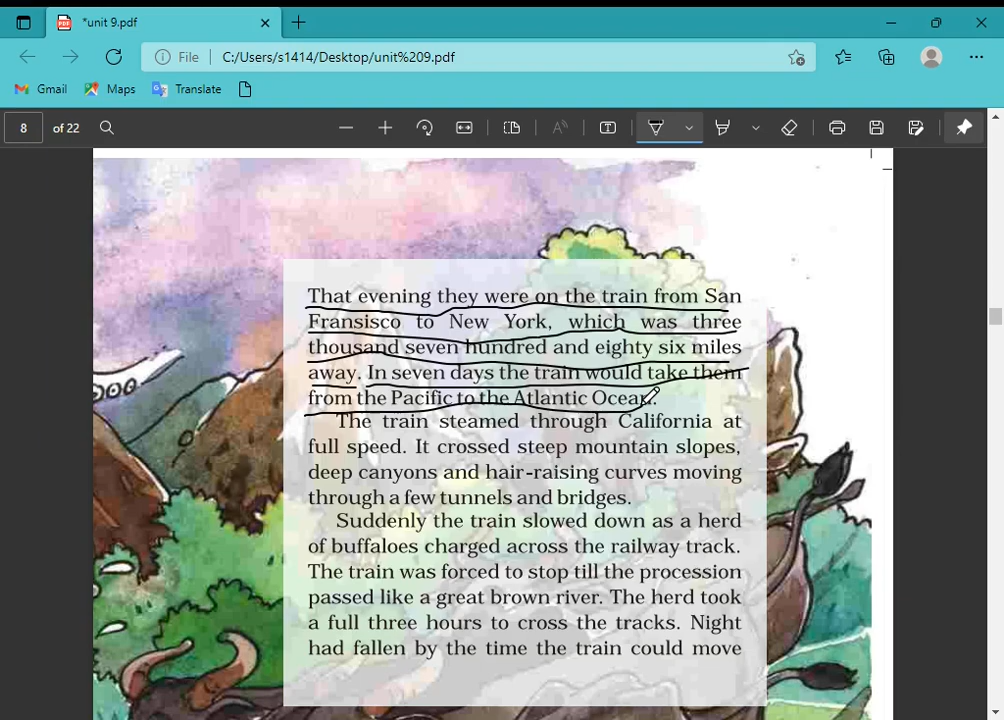 *unit 9.pdf
File
C:/Users/s1414/Desktop/unit%209.pdf
Gmail
Maps
Translate
8
of 22
That evening they were on the train from San
Fransisco to New York, which was three
thousand seven hundred and eighty six miles
away. In seven days the train would take them
from the Pacific to the Atlantic Ocean.
The train steamed through California at
full speed. It crossed steep mountain slopes,
deep canyons and hair-raising curves moving
through a few tunnels and bridges.
Suddenly the train slowed down as a herd
of buffaloes charged across the railway track.
The train was forced to stop till the procession
passed like a great brown river. The herd took
a full three hours to cross the tracks. Night
had fallen by the time the train could move